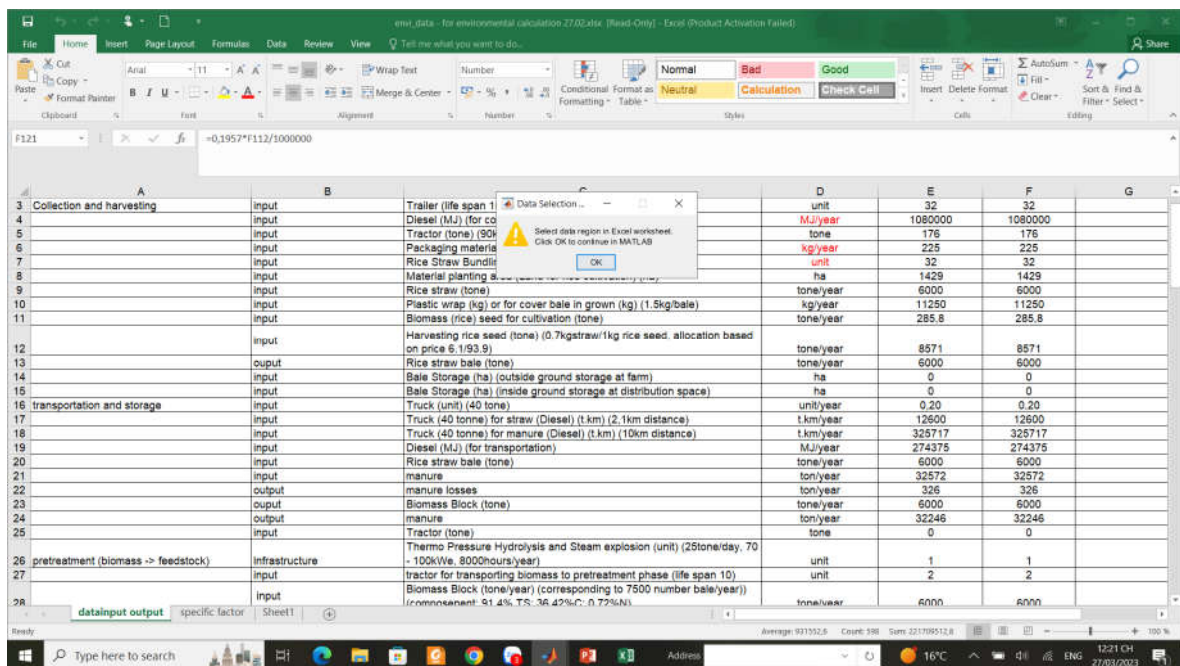 envi_data - for environmental calculation 27.02.xlsx [Read-Only] - Excel (Product Activation Failed)
File Home Insert Page Layout Formulas Data Review View Tell me what you want to do... Share
Cut
Copy
Format Painter
Paste
Arial 11
Wrap Text
Merge & Center
Number
Conditional Formatting
Format as Table
Normal Bad Good
Neutral Calculation Check Cell
Insert Delete Format
AutoSum
Fill
Clear
Sort & Filter
Find & Select
Clipboard Font Alignment Number Styles Cells Editing
F121 fx =0,1957*F112/1000000
A B C D E F G
3 Collection and harvesting input Trailer (life span 1 unit 32 32
4 input Diesel (MJ) (for co MJ/year 1080000 1080000
5 input Tractor (tone) (90k tone 176 176
6 input Packaging materia kg/year 225 225
7 input Rice Straw Bundli unit 32 32
8 input Material planting ha 1429 1429
9 input Rice straw (tone) tone/year 6000 6000
10 input Plastic wrap (kg) or for cover bale in grown (kg) (1.5kg/bale) kg/year 11250 11250
11 input Biomass (rice) seed for cultivation (tone) tone/year 285,8 285,8
12 input Harvesting rice seed (tone) (0.7kgstraw/1kg rice seed, allocation based on price 6.1/93.9) tone/year 8571 8571
13 ouput Rice straw bale (tone) tone/year 6000 6000
14 input Bale Storage (ha) (outside ground storage at farm) ha 0 0
15 input Bale Storage (ha) (inside ground storage at distribution space) ha 0 0
16 transportation and storage input Truck (unit) (40 tone) unit/year 0,20 0,20
17 input Truck (40 tonne) for straw (Diesel) (t.km) (2,1km distance) t.km/year 12600 12600
18 input Truck (40 tonne) for manure (Diesel) (t.km) (10km distance) t.km/year 325717 325717
19 input Diesel (MJ) (for transportation) MJ/year 274375 274375
20 input Rice straw bale (tone) tone/year 6000 6000
21 input manure ton/year 32572 32572
22 output manure losses ton/year 326 326
23 ouput Biomass Block (tone) tone/year 6000 6000
24 output manure ton/year 32246 32246
25 input Tractor (tone) tone 0 0
26 pretreatment (biomass -> feedstock) Infrastructure Thermo Pressure Hydrolysis and Steam explosion (unit) (25tone/day, 70 - 100kWe, 8000hours/year) unit 1 1
27 input tractor for transporting biomass to pretreatment phase (life span 10) unit 2 2
28 input Biomass Block (tone/year) (corresponding to 7500 number bale/year)) tone/year 6000 6000
Data Selection ...
Select data region in Excel worksheet.
Click OK to continue in MATLAB
OK
datainput output specific factor Sheet1
Ready Average: 931552,6 Count: 598 Sum: 221709512,8 100 %
Type here to search Address 16°C ENG 12:21 CH
27/03/2023